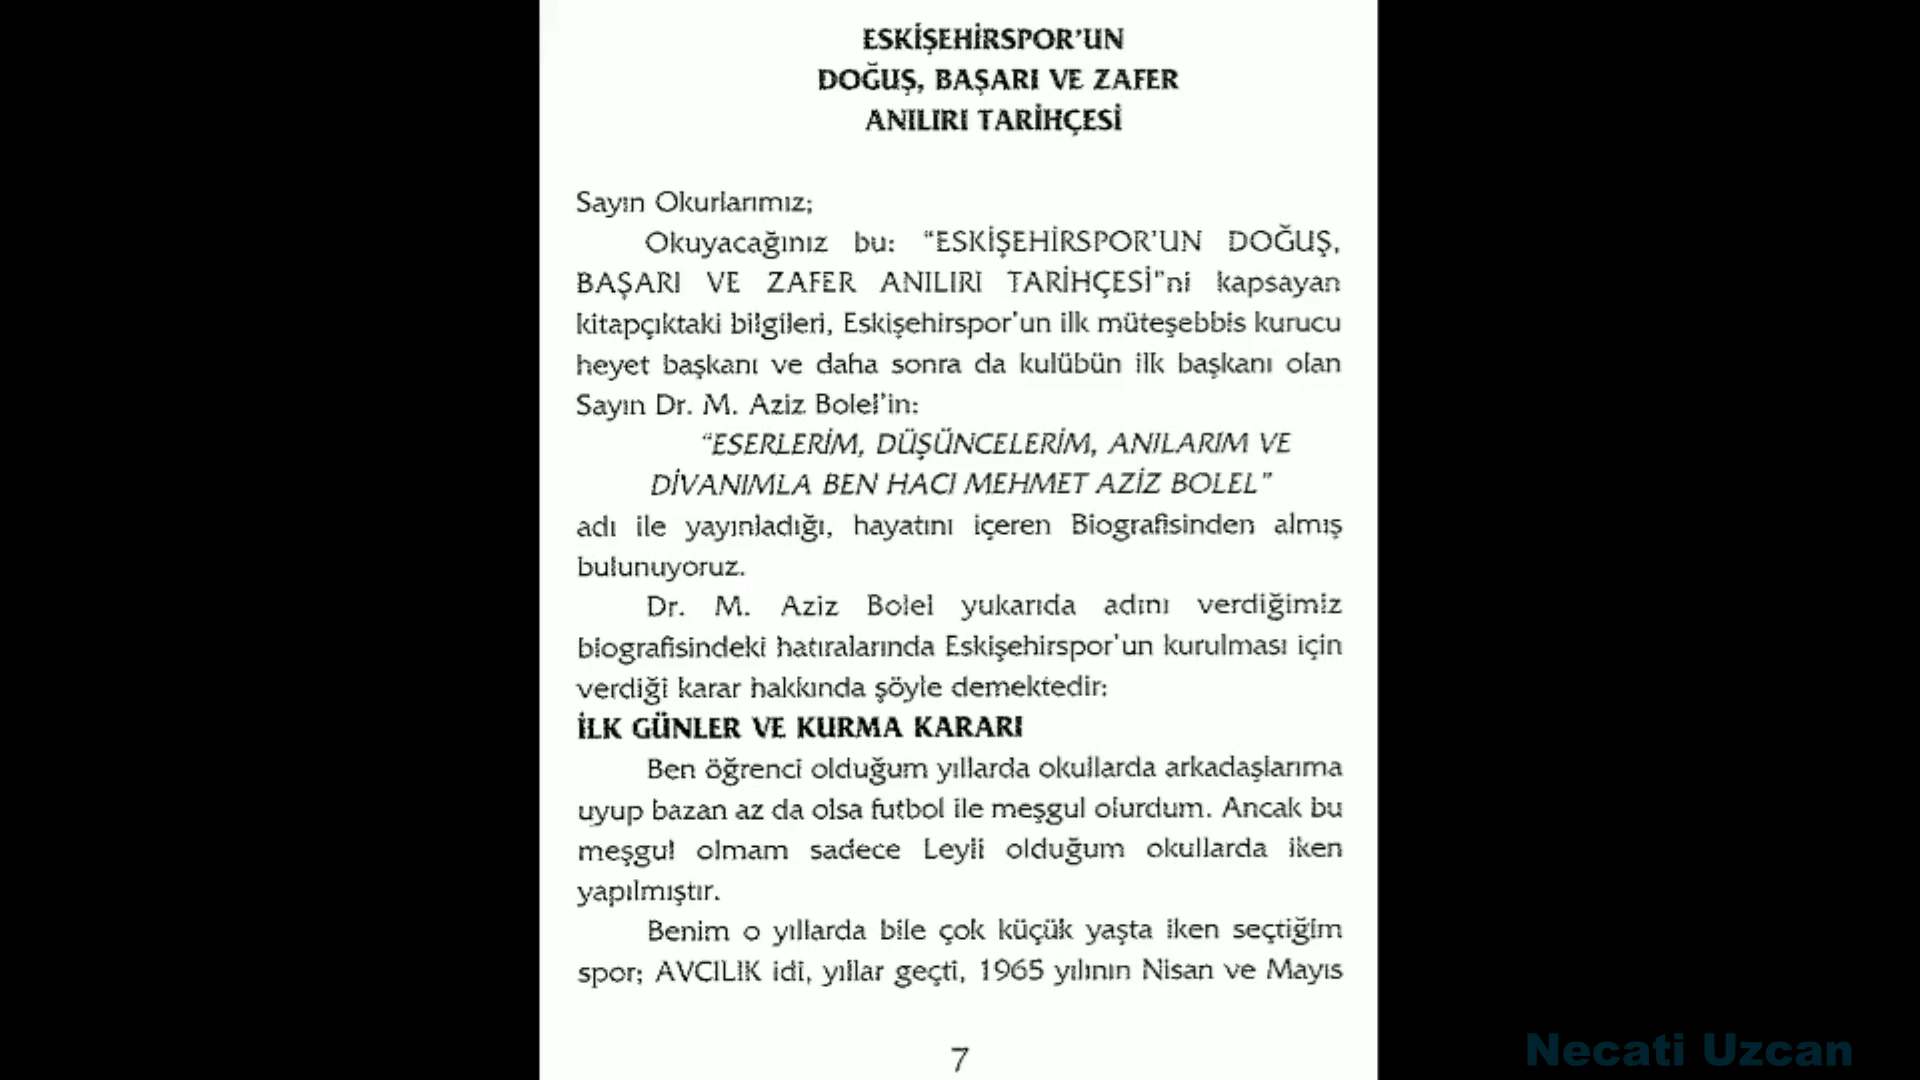 ESKİŞEHİRSPOR'UN
DOĞUŞ, BAŞARI VE ZAFER
ANILIRI TARİHÇESİ
Sayın Okurlarımız;
Okuyacağınız bu: “ESKİŞEHİRSPOR'UN DOĞUŞ,
BAŞARI VE ZAFER ANILIRI TARİHÇESİ”ni kapsayan
kitapçıktaki bilgileri, Eskişehirspor'un ilk müteşebbis kurucu
heyet başkanı ve daha sonra da kulübün ilk başkanı olan
Sayın Dr. M. Aziz Bolel'in:
“ESERLERİM, DÜŞÜNCELERİM, ANILARIM VE
DİVANIMLA BEN HACI MEHMET AZİZ BOLEL”
adı ile yayınladığı, hayatını içeren Biografisinden almış
bulunuyoruz.
Dr. M. Aziz Bolel yukarıda adını verdiğimiz
biografisindeki hatıralarında Eskişehirspor'un kurulması için
verdiği karar hakkında şöyle demektedir:
İLK GÜNLER VE KURMA KARARI
Ben öğrenci olduğum yıllarda okullarda arkadaşlarıma
uyup bazan az da olsa futbol ile meşgul olurdum. Ancak bu
meşgul olmam sadece Leyli olduğum okullarda iken
yapılmıştır.
Benim o yıllarda bile çok küçük yaşta iken seçtiğim
spor; AVCILIK idi, yıllar geçti, 1965 yılının Nisan ve Mayıs
7
Necati Uzcan